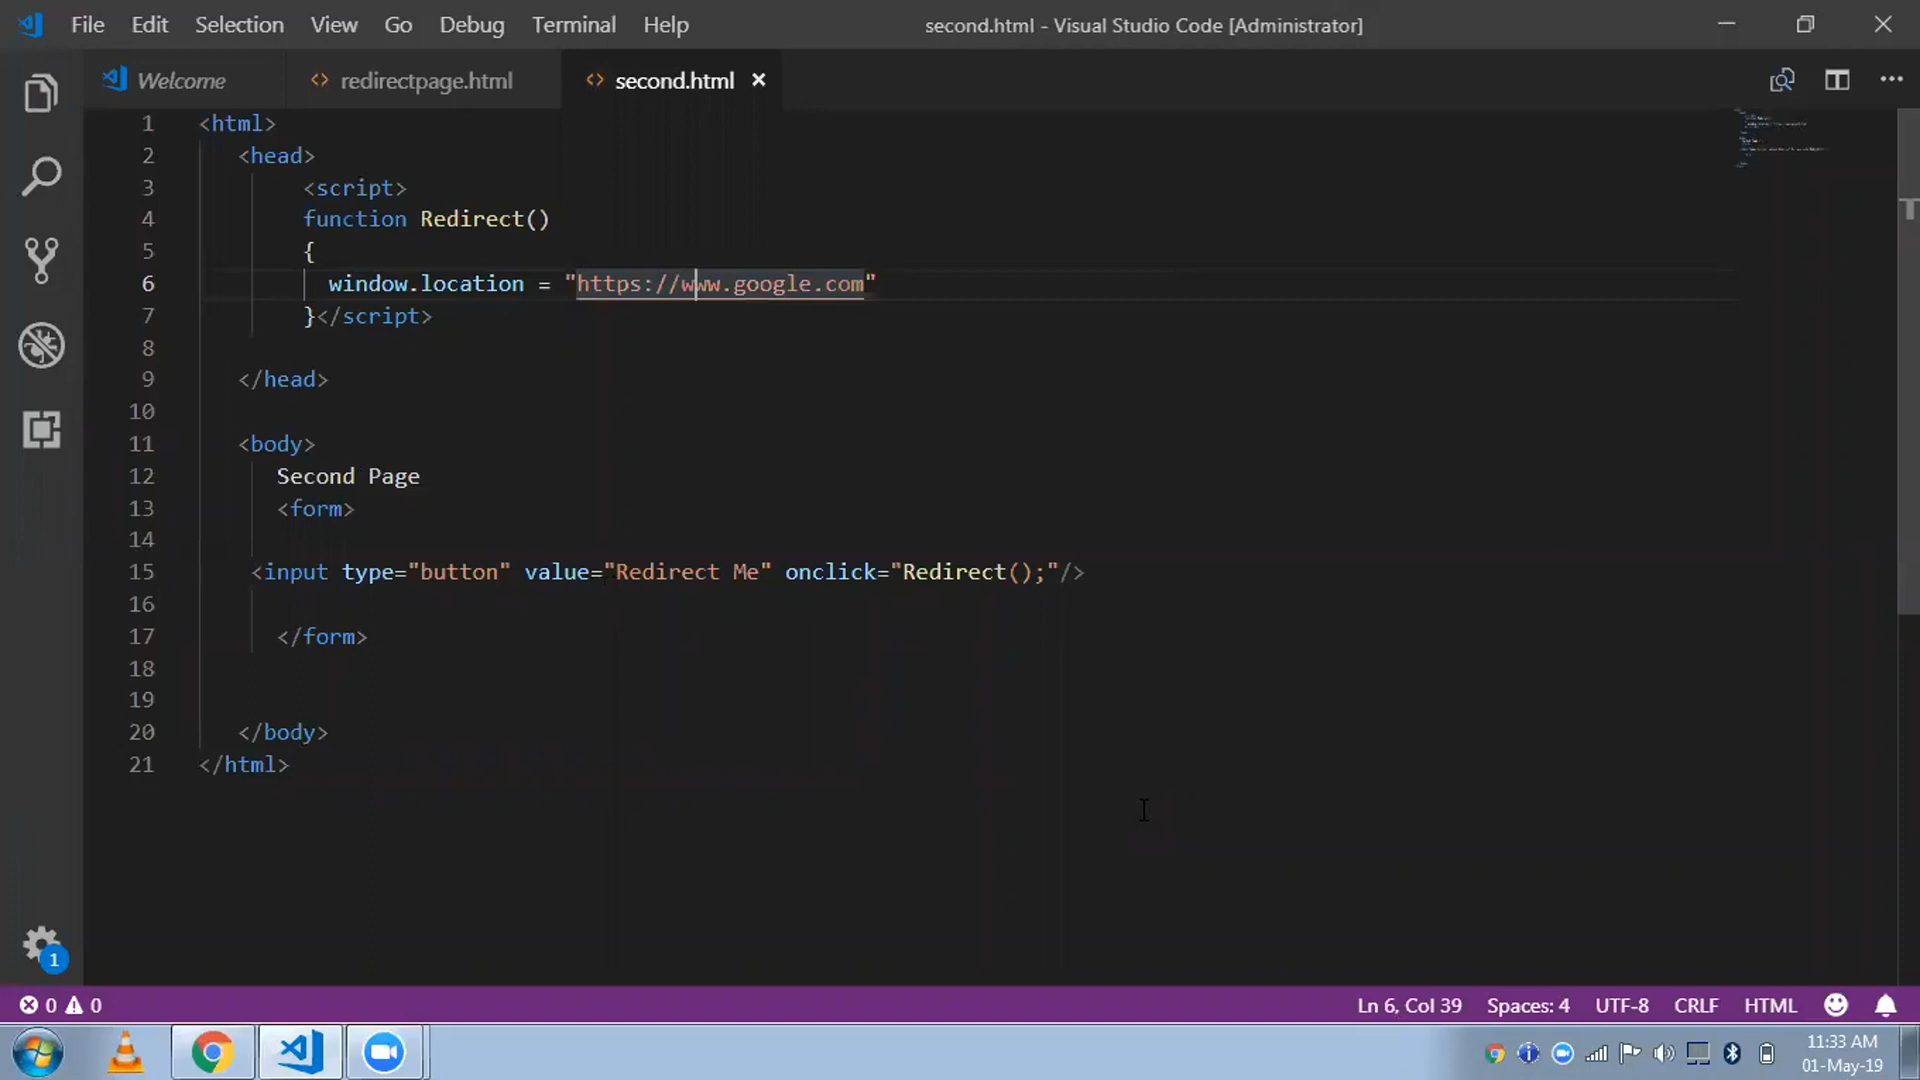 File Edit Selection View Go Debug Terminal Help second.html - Visual Studio Code [Administrator]
Welcome redirectpage.html second.html
1 <html>
2 <head>
3 <script>
4 function Redirect()
5 {
6 window.location = "https://www.google.com"
7 }</script>
8
9 </head>
10
11 <body>
12 Second Page
13 <form>
14
15 <input type="button" value="Redirect Me" onclick="Redirect();"/>
16
17 </form>
18
19
20 </body>
21 </html>
1
0 0 Ln 6, Col 39 Spaces: 4 UTF-8 CRLF HTML
11:33 AM
01-May-19